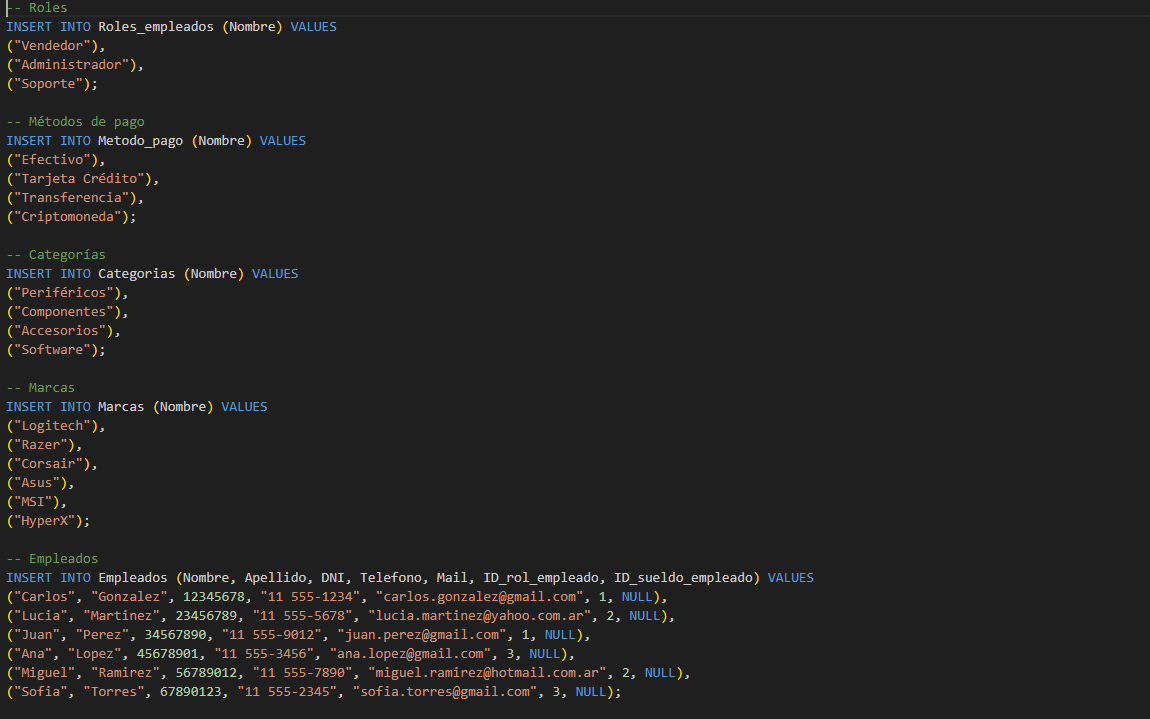 -- Roles
INSERT INTO Roles_empleados (Nombre) VALUES
("Vendedor"),
("Administrador"),
("Soporte");
-- Métodos de pago
INSERT INTO Metodo_pago (Nombre) VALUES
("Efectivo"),
("Tarjeta Crédito"),
("Transferencia"),
("Criptomoneda");
-- Categorías
INSERT INTO Categorias (Nombre) VALUES
("Periféricos"),
("Componentes"),
("Accesorios"),
("Software");
-- Marcas
INSERT INTO Marcas (Nombre) VALUES
("Logitech"),
("Razer"),
("Corsair"),
("Asus"),
("MSI"),
("HyperX");
-- Empleados
INSERT INTO Empleados (Nombre, Apellido, DNI, Telefono, Mail, ID_rol_empleado, ID_sueldo_empleado) VALUES
("Carlos", "Gonzalez", 12345678, "11 555-1234", "carlos.gonzalez@gmail.com", 1, NULL),
("Lucia", "Martinez", 23456789, "11 555-5678", "lucia.martinez@yahoo.com.ar", 2, NULL),
("Juan", "Perez", 34567890, "11 555-9012", "juan.perez@gmail.com", 1, NULL),
("Ana", "Lopez", 45678901, "11 555-3456", "ana.lopez@gmail.com", 3, NULL),
("Miguel", "Ramirez", 56789012, "11 555-7890", "miguel.ramirez@hotmail.com.ar", 2, NULL),
("Sofia", "Torres", 67890123, "11 555-2345", "sofia.torres@gmail.com", 3, NULL);